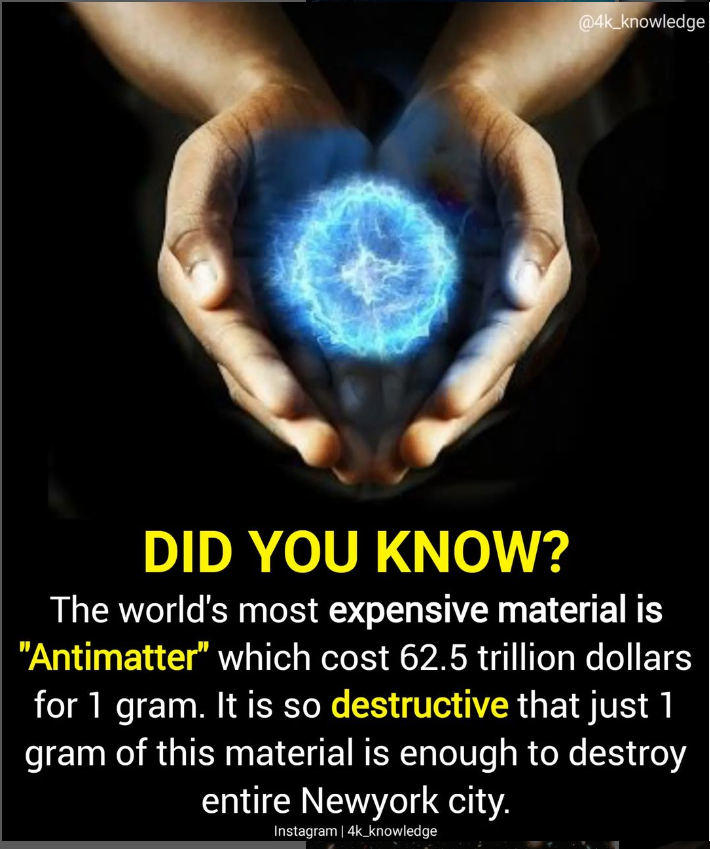 @4k_knowledge
DID YOU KNOW?
The world's most expensive material is
"Antimatter" which cost 62.5 trillion dollars
for 1 gram. It is so destructive that just 1
gram of this material is enough to destroy
entire Newyork city.
Instagram | 4k_knowledge